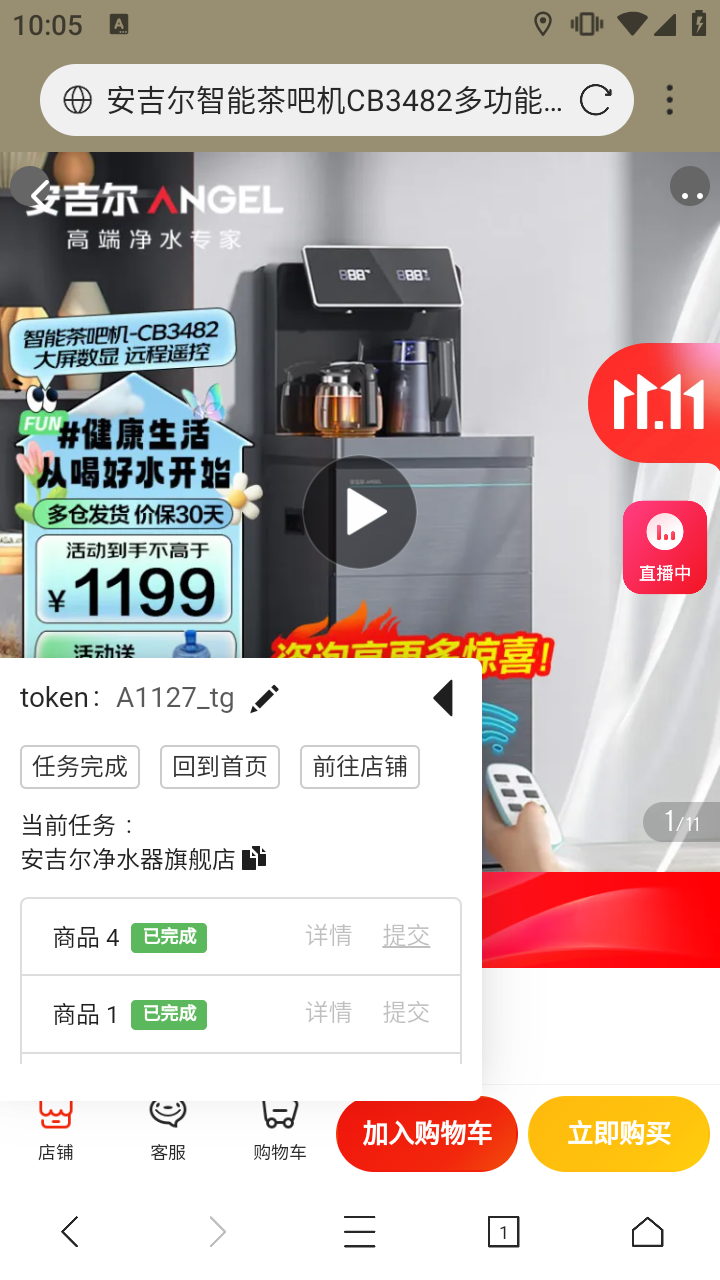 10:05
A
安吉尔智能茶吧机CB3482多功能...
安吉尔 ANGEL
高端净水专家
智能茶吧机-CB3482
大屏数显 远程遥控
FUN
#健康生活
从喝好水开始
多仓发货 价保30天
活动到手不高于
¥1199
活动送
咨询享更多惊喜!
11.11
直播中
token: A1127_tg
任务完成 回到首页 前往店铺
当前任务：
安吉尔净水器旗舰店
1/11
商品 4 已完成 详情 提交
商品 1 已完成 详情 提交
店铺 客服 购物车 加入购物车 立即购买
1